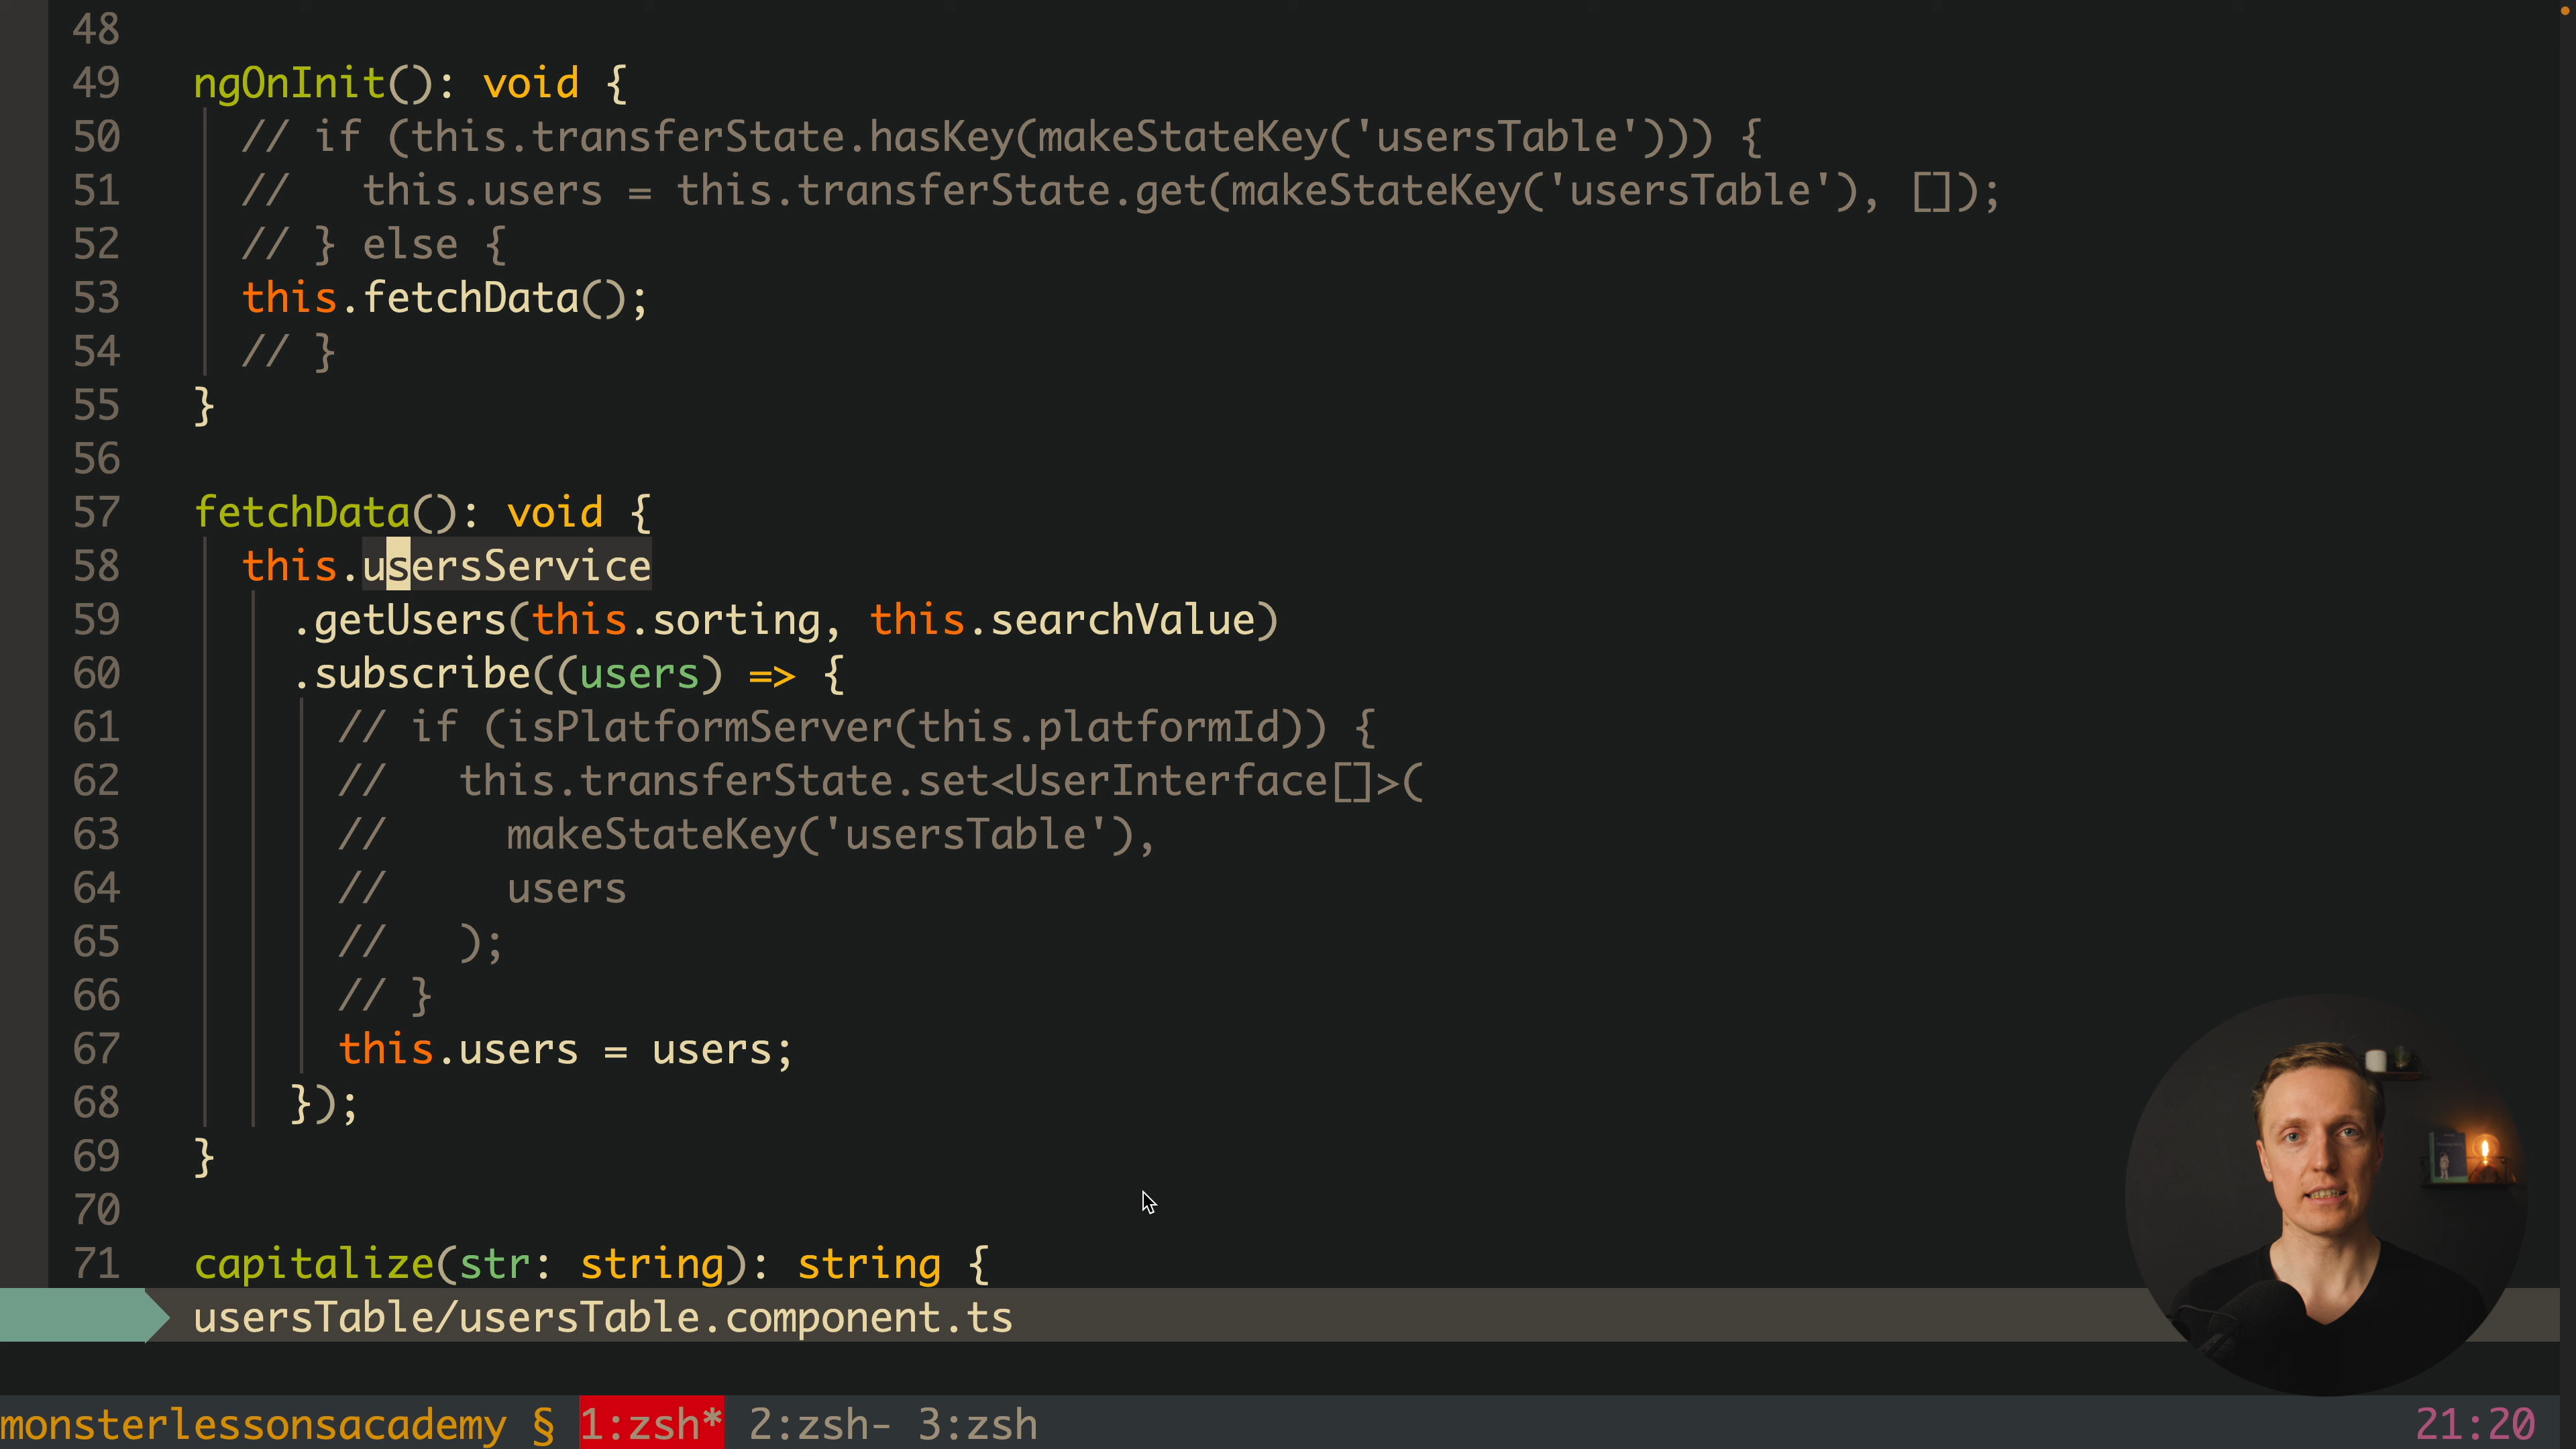 48
49 ngOnInit(): void {
50 // if (this.transferState.hasKey(makeStateKey('usersTable'))) {
51 //   this.users = this.transferState.get(makeStateKey('usersTable'), []);
52 // } else {
53 this.fetchData();
54 // }
55 }
56
57 fetchData(): void {
58 this.usersService
59 .getUsers(this.sorting, this.searchValue)
60 .subscribe((users) => {
61 // if (isPlatformServer(this.platformId)) {
62 //   this.transferState.set<UserInterface[]>(
63 //     makeStateKey('usersTable'),
64 //     users
65 //   );
66 // }
67 this.users = users;
68 });
69 }
70
71 capitalize(str: string): string {
usersTable/usersTable.component.ts
monsterlessonsacademy § 1:zsh* 2:zsh- 3:zsh 21:20